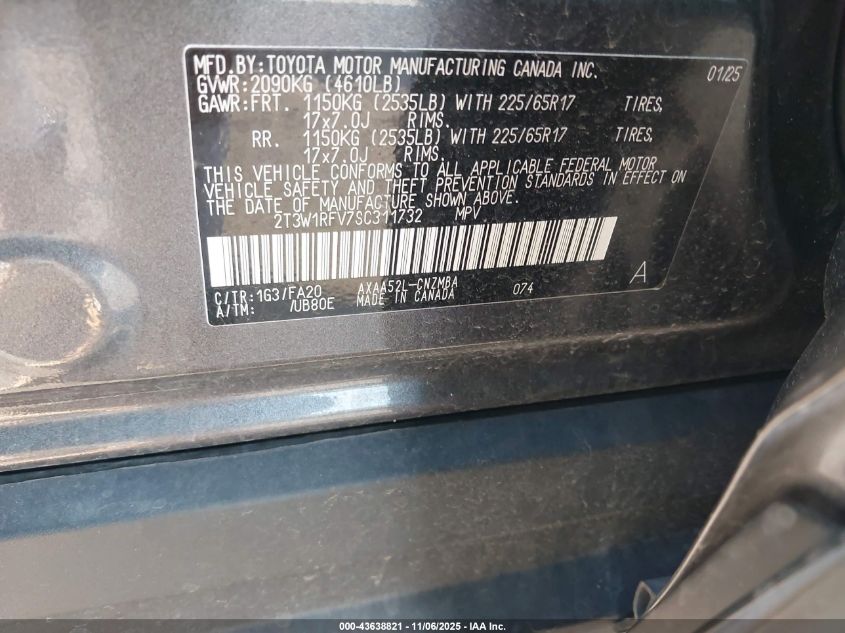 MFD.BY:TOYOTA MOTOR MANUFACTURING CANADA INC. 01/25
GVWR:2090KG (4610LB)
GAWR:FRT. 1150KG (2535LB) WITH 225/65R17 TIRES,
17x7.0J RIMS.
RR. 1150KG (2535LB) WITH 225/65R17 TIRES,
17x7.0J RIMS.
THIS VEHICLE CONFORMS TO ALL APPLICABLE FEDERAL MOTOR
VEHICLE SAFETY AND THEFT PREVENTION STANDARDS IN EFFECT ON
THE DATE OF MANUFACTURE SHOWN ABOVE.
2T3W1RFV7SC311732 MPV
C/TR:1G3/FA20 AXAA52L-CNZMBA 074 A
A/TM: /UB80E MADE IN CANADA
000-43638821 - 11/06/2025 - IAA Inc.